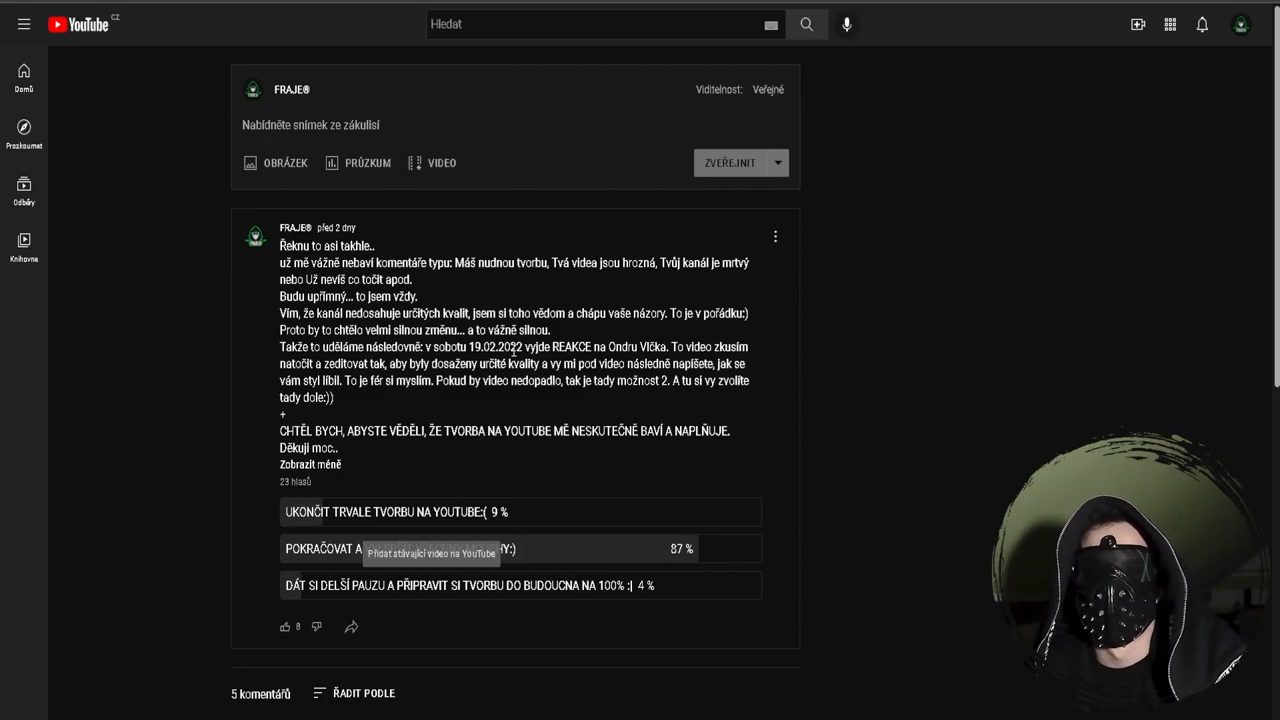 YouTube CZ
Hledat
Domů
Prozkoumat
Odběry
Knihovna
FRAJE®
Viditelnost: Veřejné
Nabídněte snímek ze zákulisí
OBRÁZEK PRŮZKUM VIDEO
ZVEŘEJNIT
FRAJE® před 2 dny
Řeknu to asi takhle..
už mě vážně nebaví komentáře typu: Máš nudnou tvorbu, Tvá videa jsou hrozná, Tvůj kanál je mrtvý
nebo Už nevíš co točit apod.
Budu upřímný... to jsem vždy.
Vím, že kanál nedosahuje určitých kvalit, jsem si toho vědom a chápu vaše názory. To je v pořádku:)
Proto by to chtělo velmi silnou změnu... a to vážně silnou.
Takže to uděláme následovně: v sobotu 19.02.2022 vyjde REAKCE na Ondru Vlčka. To video zkusím
natočit a zeditovat tak, aby byly dosaženy určité kvality a vy mi pod video následně napíšete, jak se
vám styl líbil. To je fér si myslím. Pokud by video nedopadlo, tak je tady možnost 2. A tu si vy zvolíte
tady dole:))
+
CHTĚL BYCH, ABYSTE VĚDĚLI, ŽE TVORBA NA YOUTUBE MĚ NESKUTEČNĚ BAVÍ A NAPLŇUJE.
Děkuji moc..
Zobrazit méně
23 hlasů
UKONČIT TRVALE TVORBU NA YOUTUBE:( 9 %
POKRAČOVAT A HY:) 87 %
Přidat stávající video na YouTube
DÁT SI DELŠÍ PAUZU A PŘIPRAVIT SI TVORBU DO BUDOUCNA NA 100% :| 4 %
8
5 komentářů ŘADIT PODLE